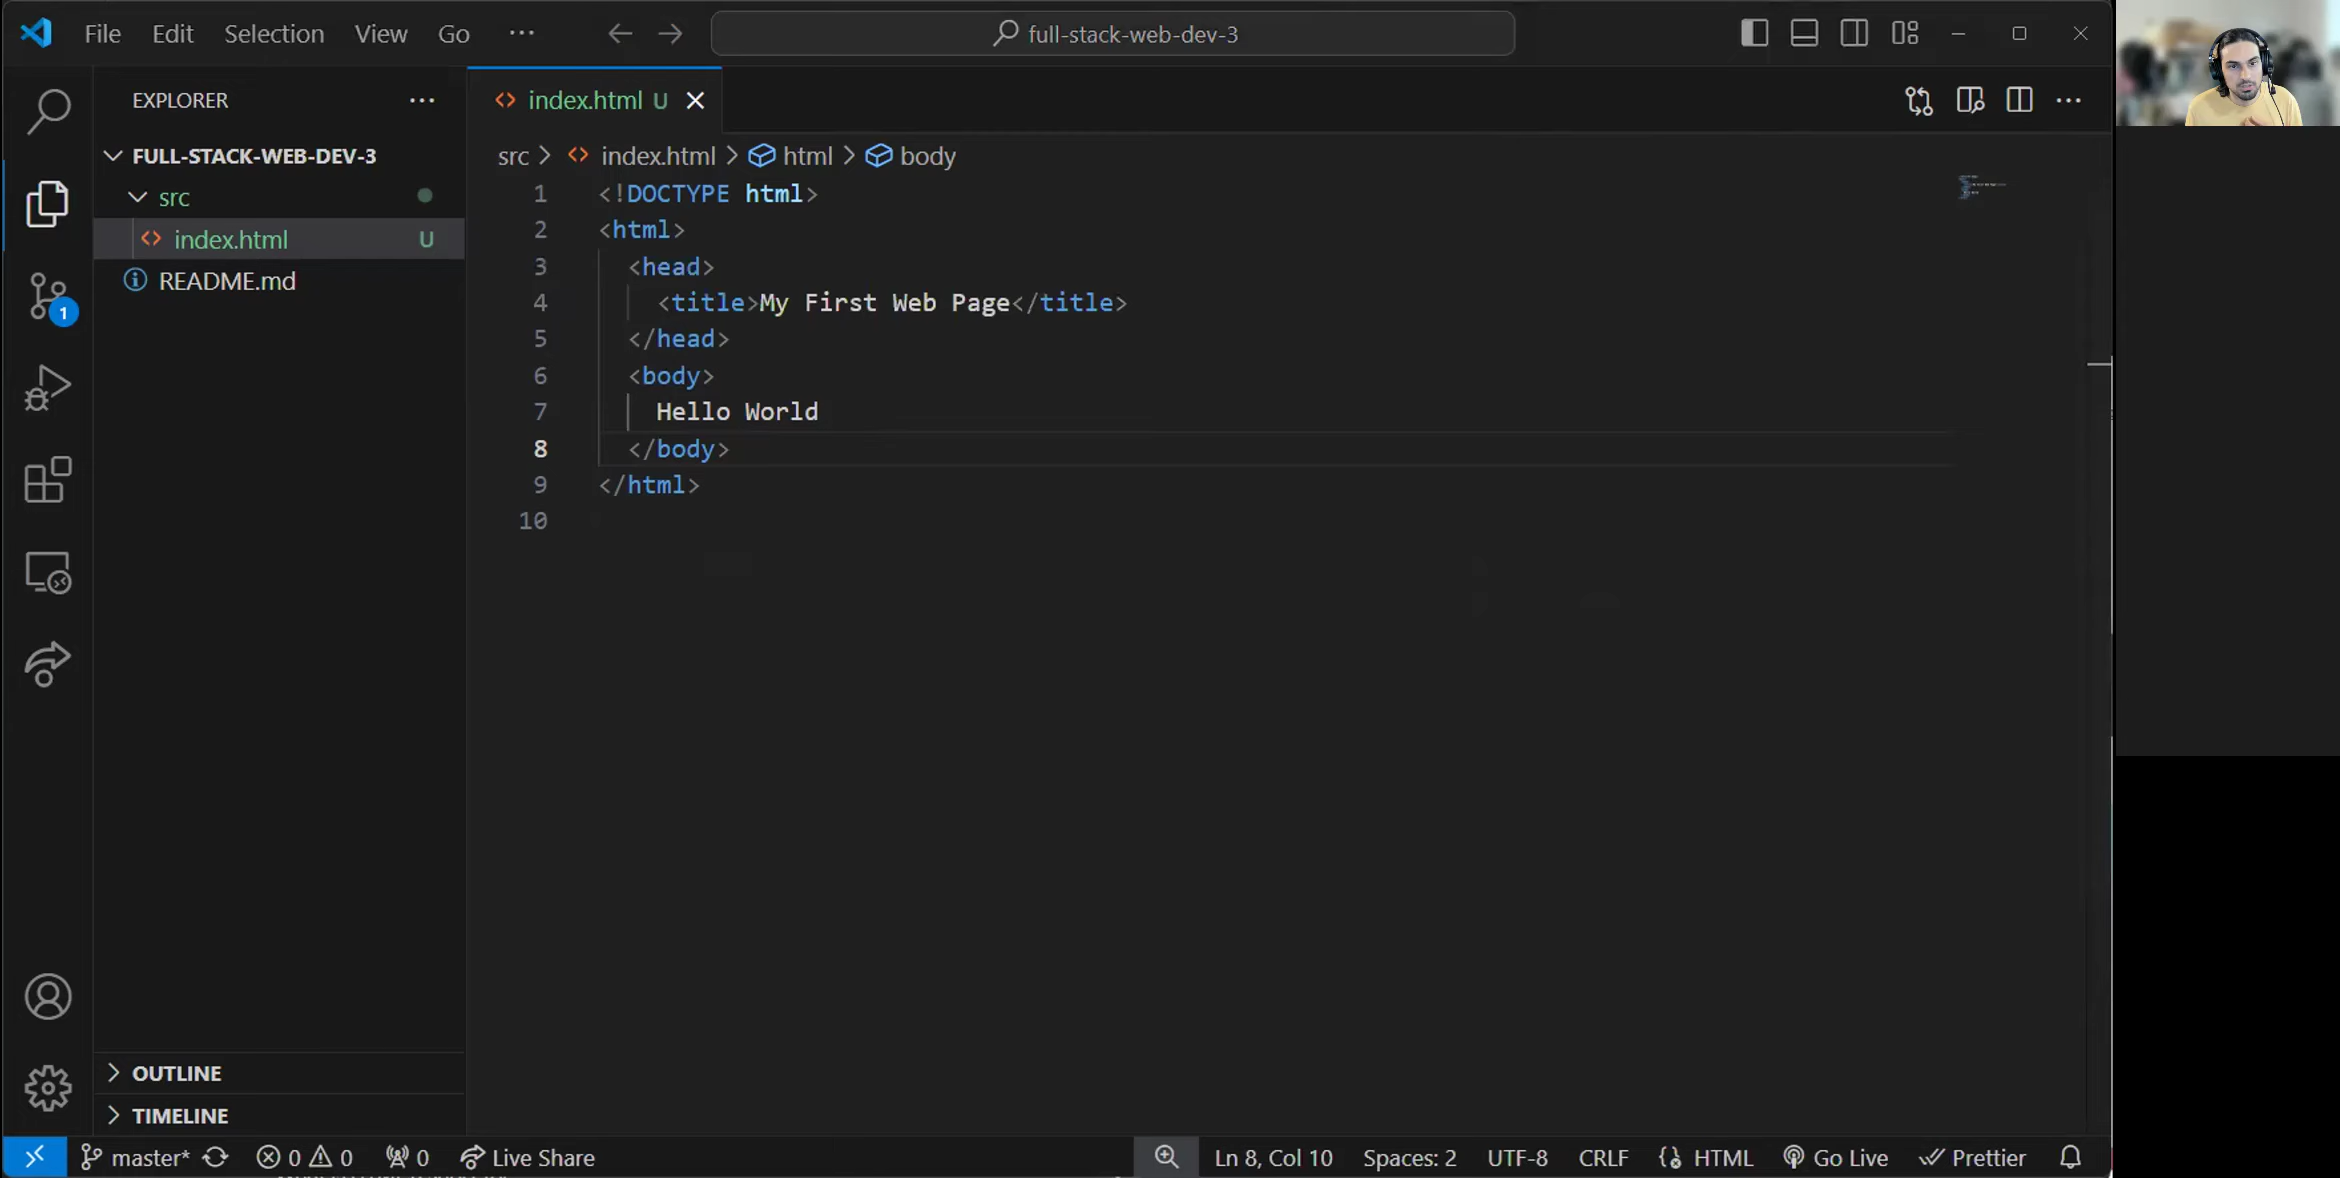 File Edit Selection View Go ··· full-stack-web-dev-3
EXPLORER ···
FULL-STACK-WEB-DEV-3
src
index.html U
README.md
index.html U
src > index.html > html > body
1 <!DOCTYPE html>
2 <html>
3 <head>
4 <title>My First Web Page</title>
5 </head>
6 <body>
7 Hello World
8 </body>
9 </html>
10
1
OUTLINE
TIMELINE
master* 0 0 0 Live Share Ln 8, Col 10 Spaces: 2 UTF-8 CRLF HTML Go Live Prettier